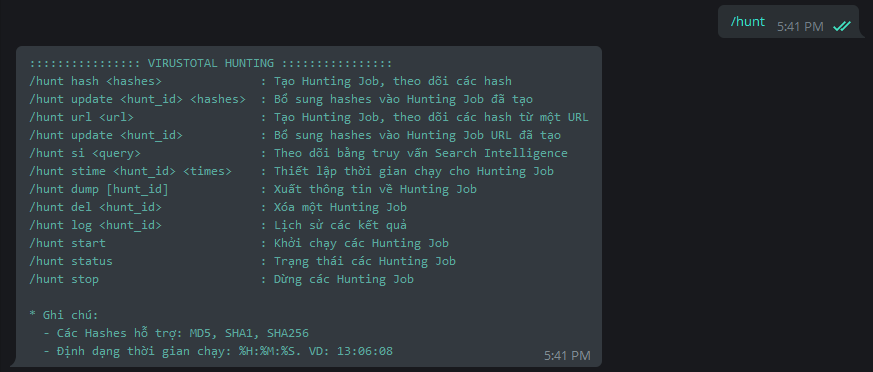 /hunt 5:41 PM
:::::::::::::::: VIRUSTOTAL HUNTING ::::::::::::::::
/hunt hash <hashes> : Tạo Hunting Job, theo dõi các hash
/hunt update <hunt_id> <hashes> : Bổ sung hashes vào Hunting Job đã tạo
/hunt url <url> : Tạo Hunting Job, theo dõi các hash từ một URL
/hunt update <hunt_id> : Bổ sung hashes vào Hunting Job URL đã tạo
/hunt si <query> : Theo dõi bằng truy vấn Search Intelligence
/hunt stime <hunt_id> <times> : Thiết lập thời gian chạy cho Hunting Job
/hunt dump [hunt_id] : Xuất thông tin về Hunting Job
/hunt del <hunt_id> : Xóa một Hunting Job
/hunt log <hunt_id> : Lịch sử các kết quả
/hunt start : Khởi chạy các Hunting Job
/hunt status : Trạng thái các Hunting Job
/hunt stop : Dừng các Hunting Job
* Ghi chú:
- Các Hashes hỗ trợ: MD5, SHA1, SHA256
- Định dạng thời gian chạy: %H:%M:%S. VD: 13:06:08
5:41 PM